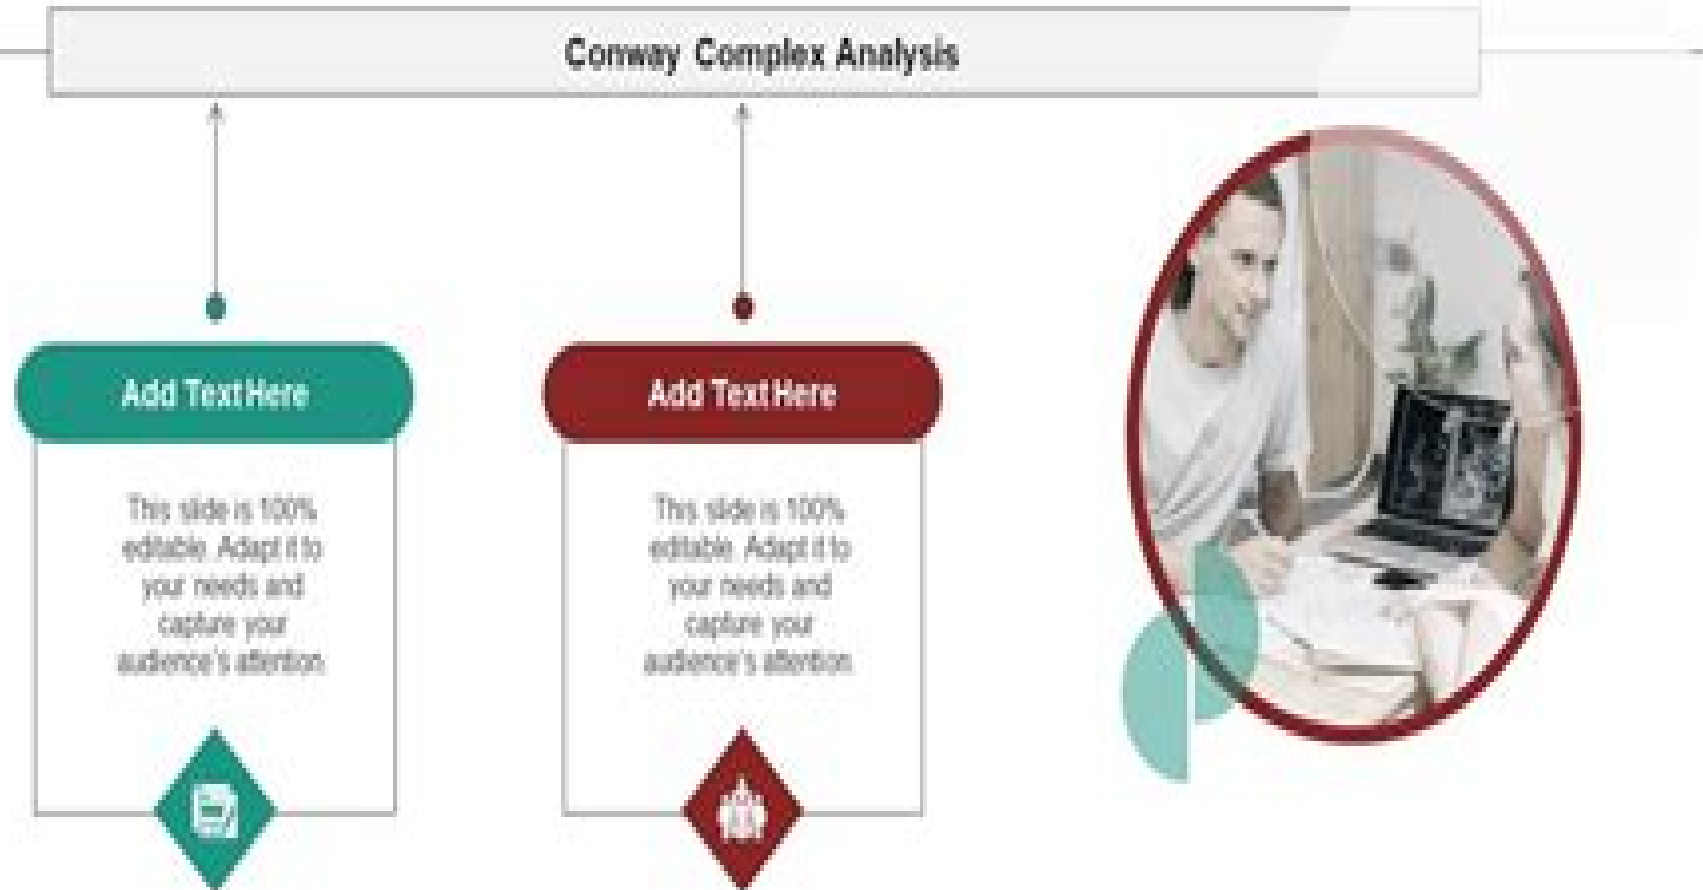 Conway Complex Analysis
Add Text Here
This slide is 100%
editable. Adapt it to
your needs and
capture your
audience's attention.
Add Text Here
This slide is 100%
editable. Adapt it to
your needs and
capture your
audience's attention.